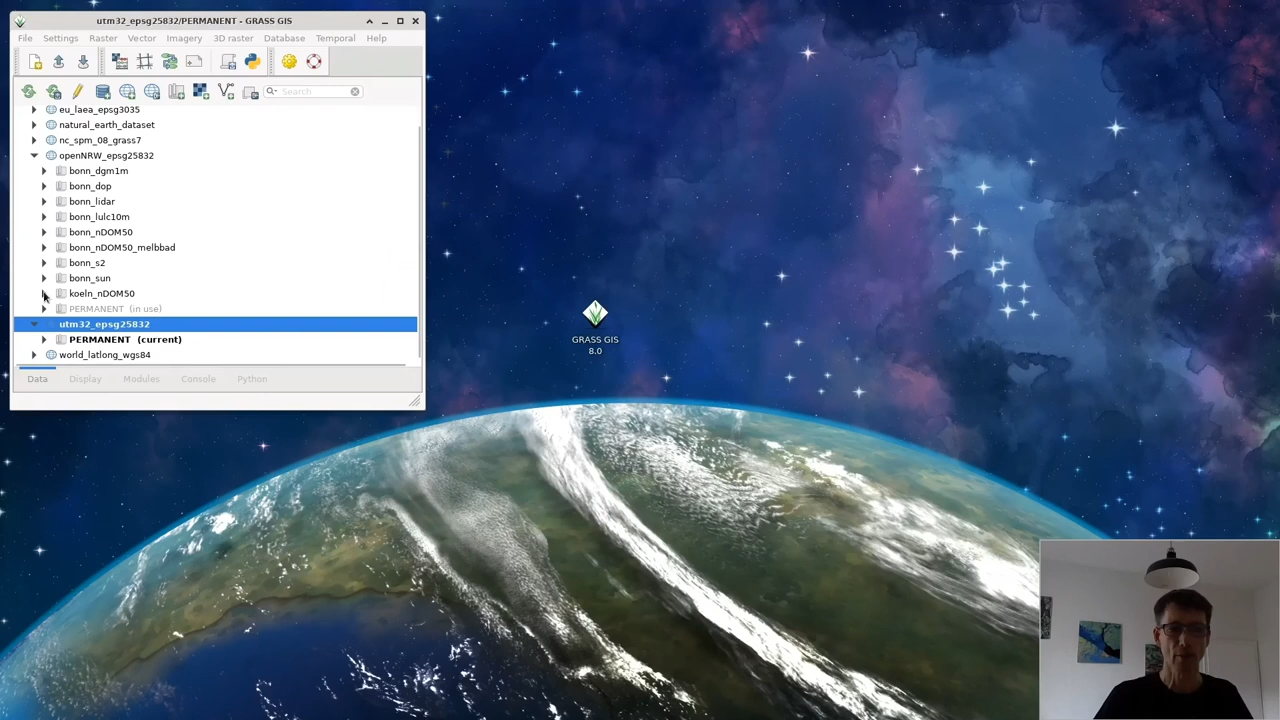 utm32_epsg25832/PERMANENT - GRASS GIS
File Settings Raster Vector Imagery 3D raster Database Temporal Help
Search
eu_laea_epsg3035
natural_earth_dataset
nc_spm_08_grass7
openNRW_epsg25832
bonn_dgm1m
bonn_dop
bonn_lidar
bonn_lulc10m
bonn_nDOM50
bonn_nDOM50_melbbad
bonn_s2
bonn_sun
koeln_nDOM50
PERMANENT (in use)
utm32_epsg25832
PERMANENT (current)
world_latlong_wgs84
Data Display Modules Console Python
GRASS GIS
8.0